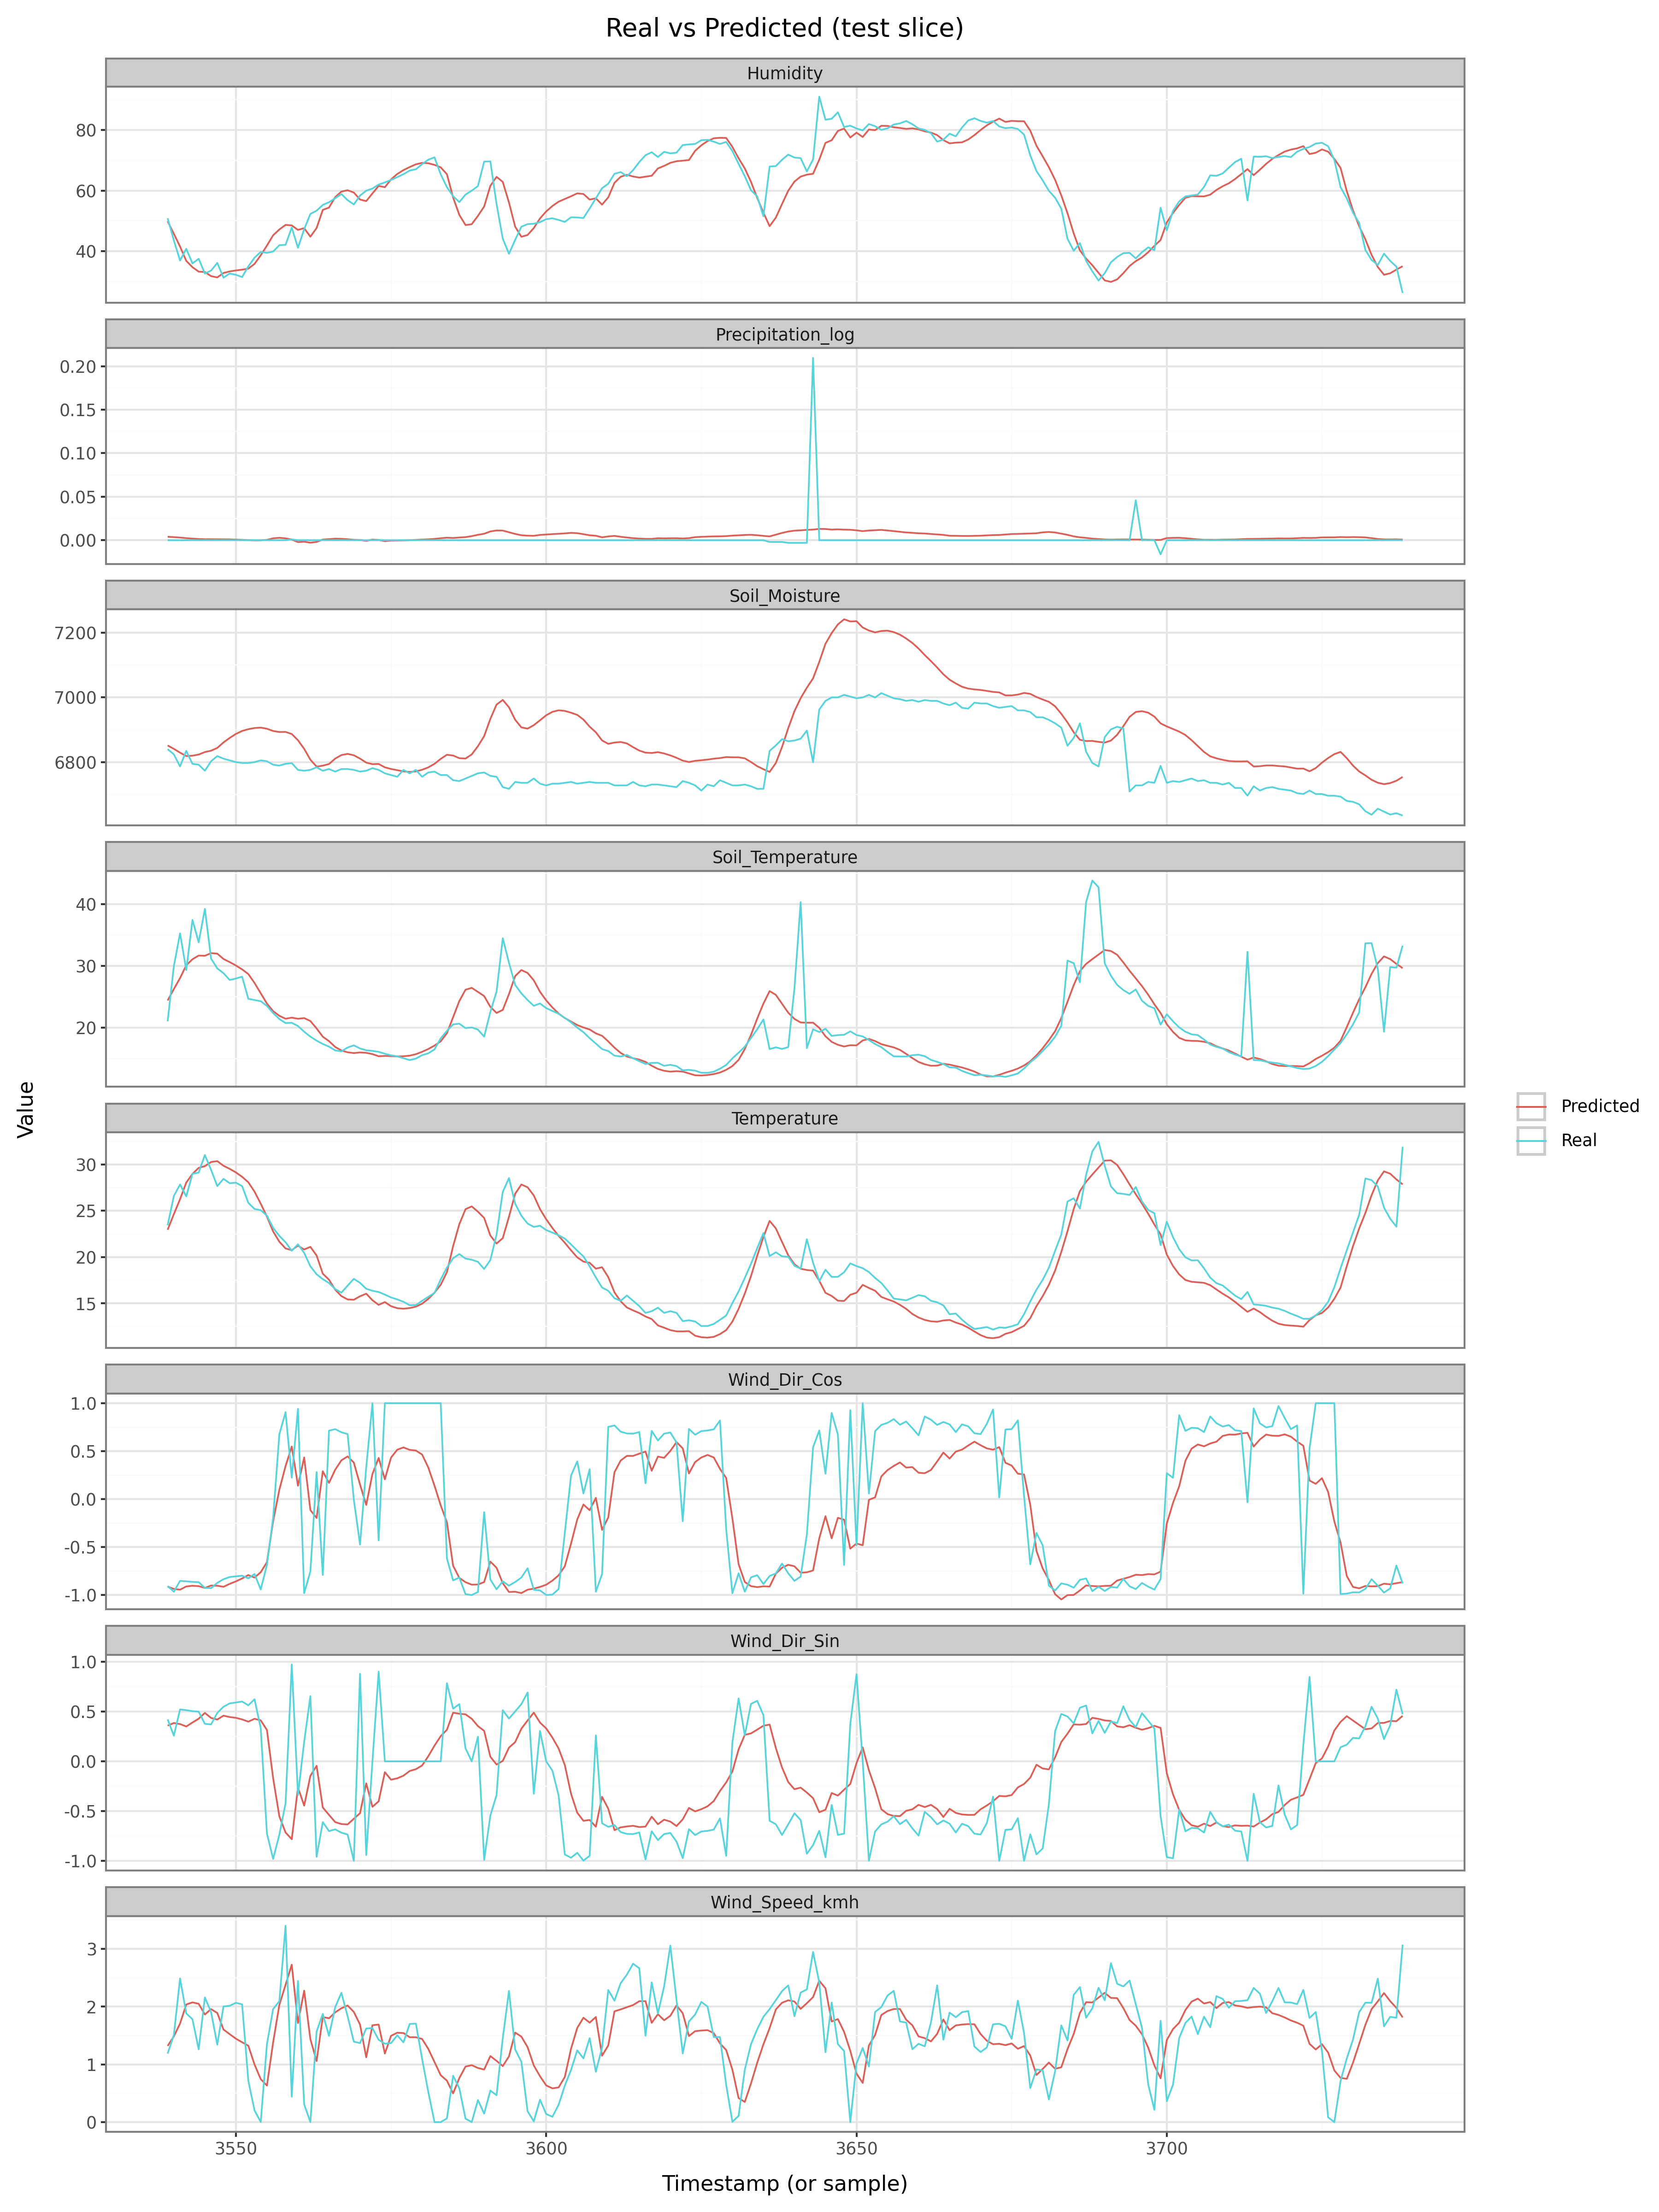 Real vs Predicted (test slice)
Humidity
80
60
40
Precipitation_log
0.20
0.15
0.10
0.05
0.00
Soil_Moisture
7200
7000
6800
Soil_Temperature
40
30
20
Temperature
30
25
20
15
Wind_Dir_Cos
1.0
0.5
0.0
-0.5
-1.0
Wind_Dir_Sin
1.0
0.5
0.0
-0.5
-1.0
Wind_Speed_kmh
3
2
1
0
3550 3600 3650 3700
Timestamp (or sample)
Value
Predicted
Real